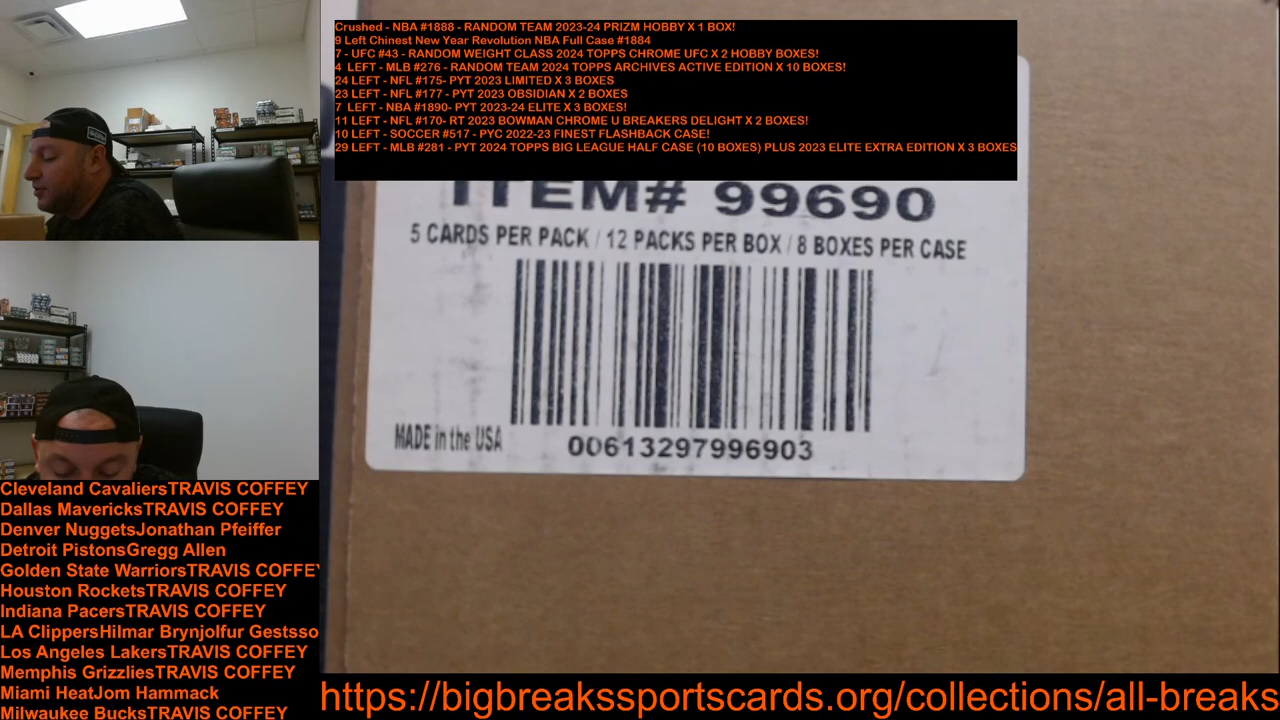 Crushed - NBA #1888 - RANDOM TEAM 2023-24 PRIZM HOBBY X 1 BOX!
9 Left Chinest New Year Revolution NBA Full Case #1884
7 - UFC #43 - RANDOM WEIGHT CLASS 2024 TOPPS CHROME UFC X 2 HOBBY BOXES!
4 LEFT - MLB #276 - RANDOM TEAM 2024 TOPPS ARCHIVES ACTIVE EDITION X 10 BOXES!
24 LEFT - NFL #175- PYT 2023 LIMITED X 3 BOXES
23 LEFT - NFL #177 - PYT 2023 OBSIDIAN X 2 BOXES
7 LEFT - NBA #1890- PYT 2023-24 ELITE X 3 BOXES!
11 LEFT - NFL #170- RT 2023 BOWMAN CHROME U BREAKERS DELIGHT X 2 BOXES!
10 LEFT - SOCCER #517 - PYC 2022-23 FINEST FLASHBACK CASE!
29 LEFT - MLB #281 - PYT 2024 TOPPS BIG LEAGUE HALF CASE (10 BOXES) PLUS 2023 ELITE EXTRA EDITION X 3 BOXES
ITEM# 99690
5 CARDS PER PACK / 12 PACKS PER BOX / 8 BOXES PER CASE
MADE in the USA
00613297996903
Cleveland CavaliersTRAVIS COFFEY
Dallas MavericksTRAVIS COFFEY
Denver NuggetsJonathan Pfeiffer
Detroit PistonsGregg Allen
Golden State WarriorsTRAVIS COFFEY
Houston RocketsTRAVIS COFFEY
Indiana PacersTRAVIS COFFEY
LA ClippersHilmar Brynjolfur Gestsso
Los Angeles LakersTRAVIS COFFEY
Memphis GrizzliesTRAVIS COFFEY
Miami HeatJom Hammack
Milwaukee BucksTRAVIS COFFEY
https://bigbreakssportscards.org/collections/all-breaks